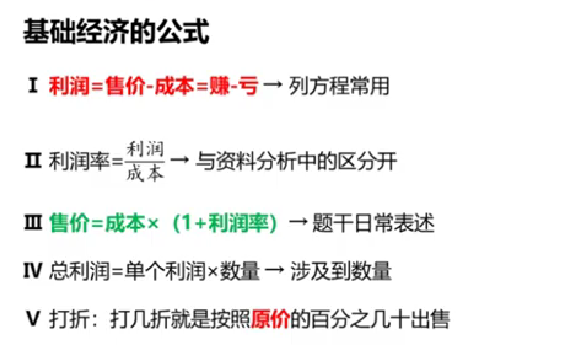 基础经济的公式
Ⅰ 利润=售价-成本=赚-亏 → 列方程常用
Ⅱ 利润率=利润/成本 → 与资料分析中的区分开
Ⅲ 售价=成本×（1+利润率）→ 题干日常表述
Ⅳ 总利润=单个利润×数量 → 涉及到数量
Ⅴ 打折：打几折就是按照原价的百分之几十出售